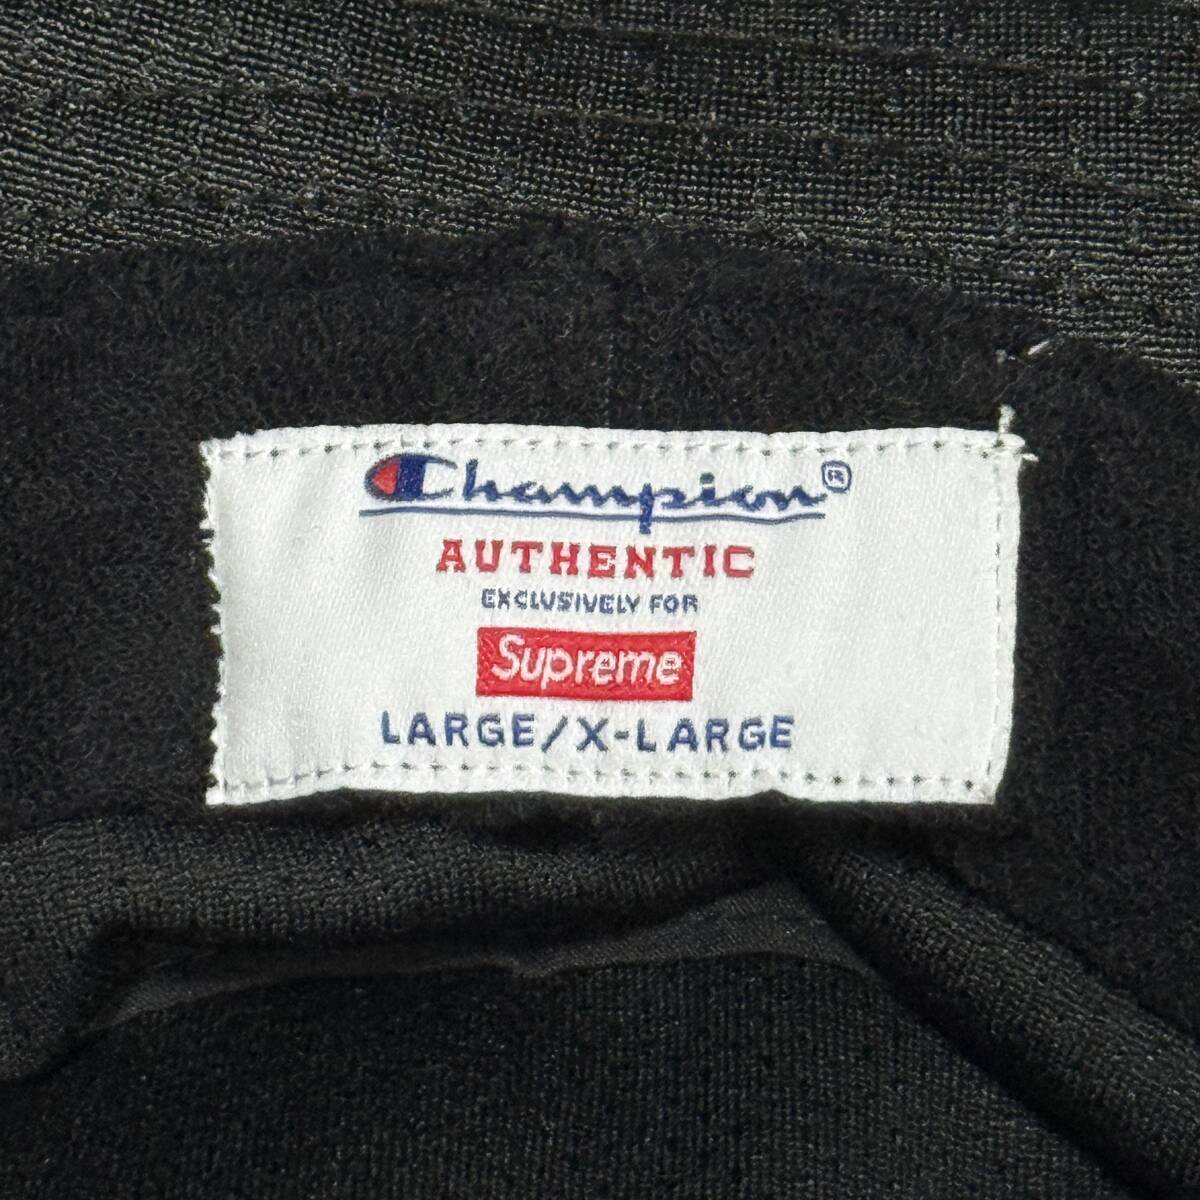 Champion®
AUTHENTIC
EXCLUSIVELY FOR
Supreme
LARGE/X-LARGE